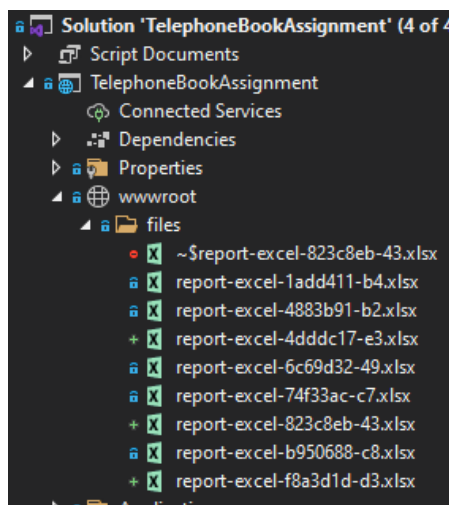 Solution 'TelephoneBookAssignment' (4 of 4
Script Documents
TelephoneBookAssignment
Connected Services
Dependencies
Properties
wwwroot
files
~$report-excel-823c8eb-43.xlsx
report-excel-1add411-b4.xlsx
report-excel-4883b91-b2.xlsx
report-excel-4dddc17-e3.xlsx
report-excel-6c69d32-49.xlsx
report-excel-74f33ac-c7.xlsx
report-excel-823c8eb-43.xlsx
report-excel-b950688-c8.xlsx
report-excel-f8a3d1d-d3.xlsx